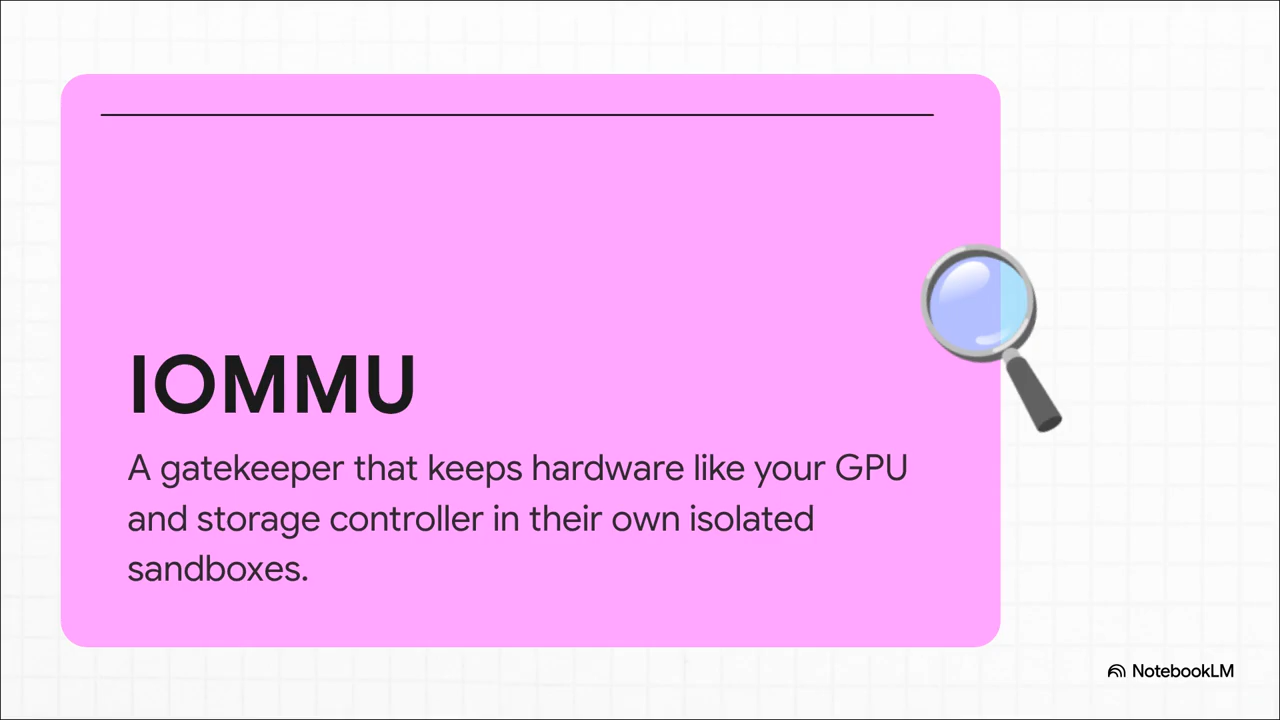 IOMMU
A gatekeeper that keeps hardware like your GPU
and storage controller in their own isolated
sandboxes.
NotebookLM